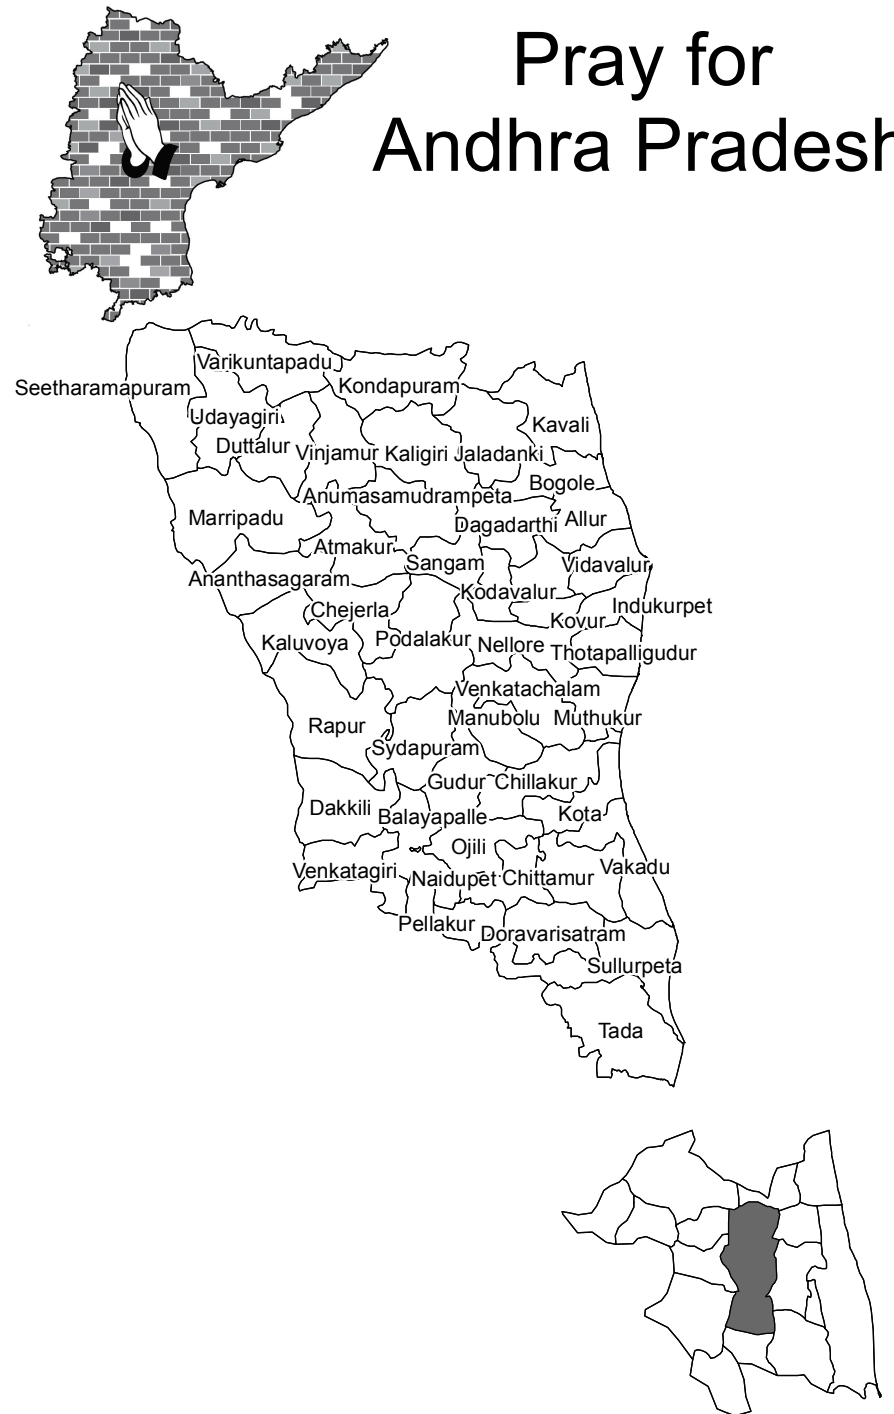 Pray for
Andhra Pradesh
Varikuntapadu
Seetharamapuram
Kondapuram
Udayagiri
Kavali
Duttalur
Vinjamur
Kaligiri
Jaladanki
Bogole
Anumasamudrampeta
Marripadu
Dagadarthi
Allur
Atmakur
Sangam
Vidavalur
Ananthasagaram
Kodavalur
Chejerla
Indukurpet
Kovur
Kaluvoya
Podalakur
Nellore
Thotapalligudur
Venkatachalam
Rapur
Manubolu
Muthukur
Sydapuram
Gudur
Chillakur
Dakkili
Balayapalle
Kota
Ojili
Venkatagiri
Naidupet
Chittamur
Vakadu
Pellakur
Doravarisatram
Sullurpeta
Tada